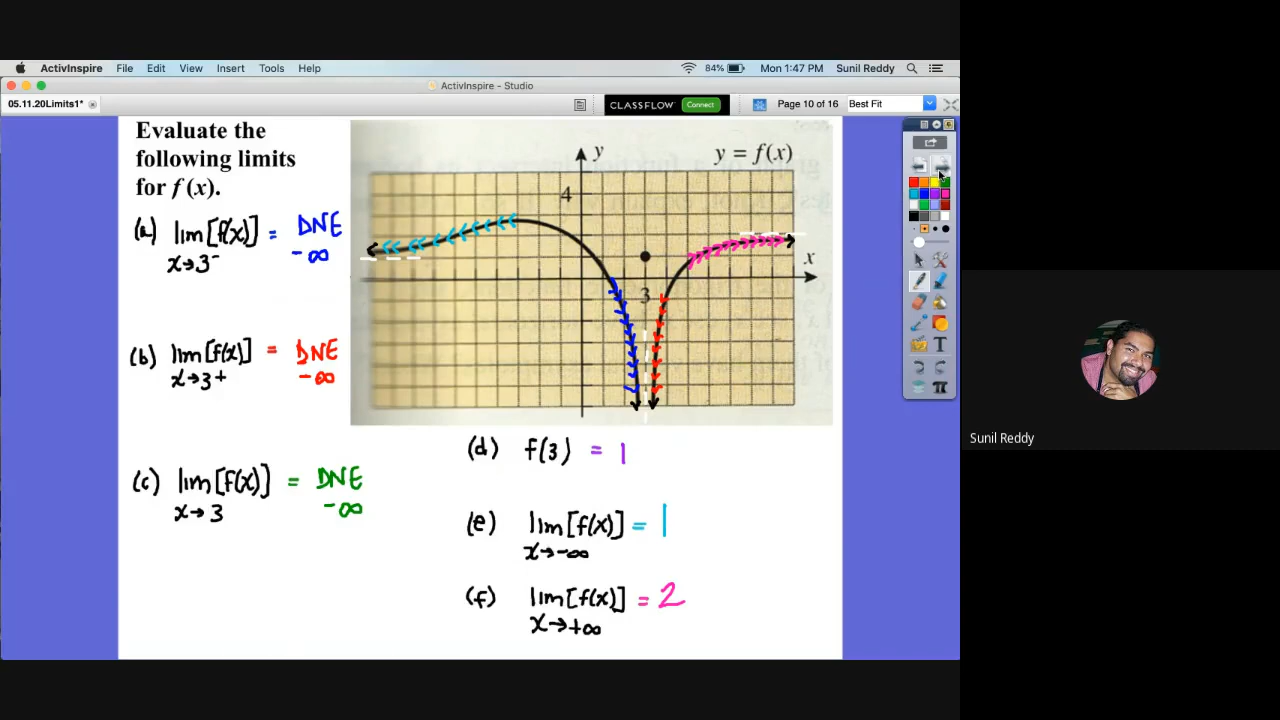 ActivInspire File Edit View Insert Tools Help 84% Mon 1:47 PM Sunil Reddy
ActivInspire - Studio
05.11.20Limits1* CLASSFLOW Connect Page 10 of 16 Best Fit
Evaluate the
following limits
for f (x).
y
y = f(x)
4
x
3
(a) lim [f(x)] = DNE
x→3⁻ -∞
(b) lim [f(x)] = DNE
x→3+ -∞
(c) lim [f(x)] = DNE
x→3 -∞
(d) f(3) = 1
(e) lim [f(x)] = 1
x→-∞
(f) lim [f(x)] = 2
x→+∞
T
π
Sunil Reddy